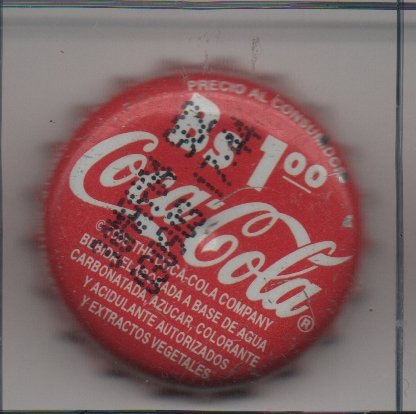 PRECIO AL CONSUMIDOR
Bs 1.00
Coca-Cola ®
THE COCA-COLA COMPANY
BEBIDA ELABORADA A BASE DE AGUA
CARBONATADA, AZUCAR, COLORANTE
Y ACIDULANTE AUTORIZADOS
Y EXTRACTOS VEGETALES